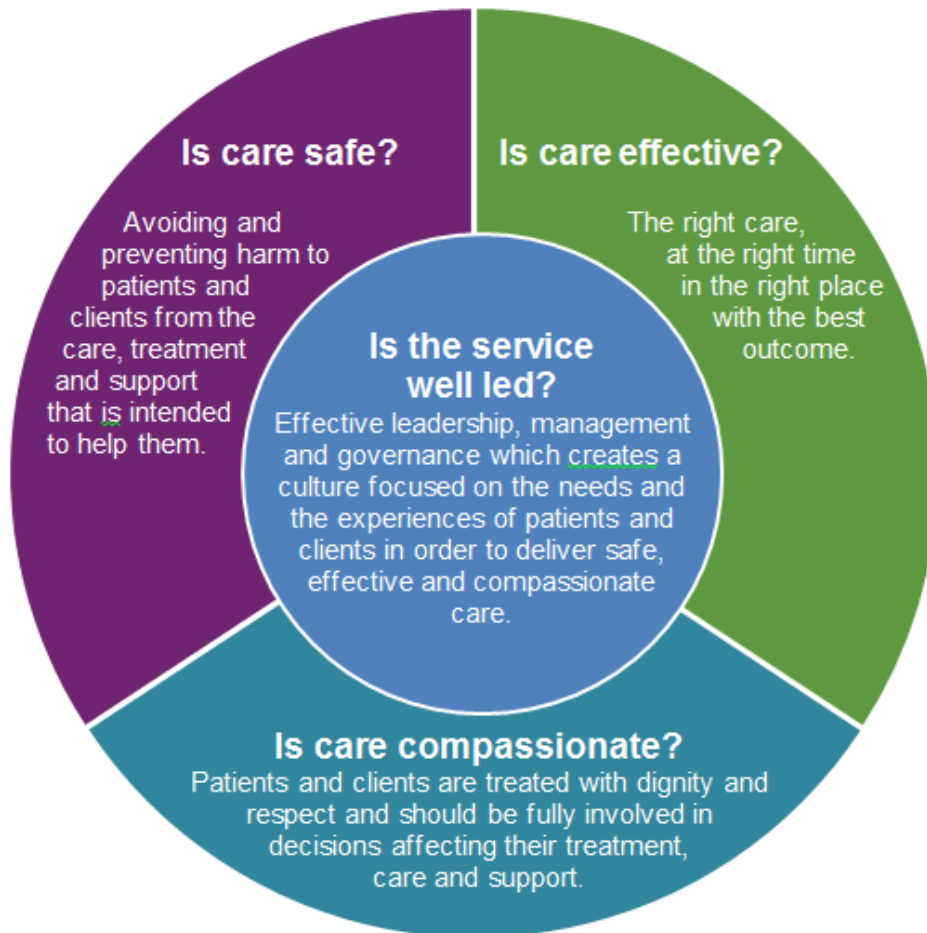 Is care safe?
Avoiding and
preventing harm to
patients and
clients from the
care, treatment
and support
that is intended
to help them.
Is care effective?
The right care,
at the right time
in the right place
with the best
outcome.
Is the service
well led?
Effective leadership, management
and governance which creates a
culture focused on the needs and
the experiences of patients and
clients in order to deliver safe,
effective and compassionate
care.
Is care compassionate?
Patients and clients are treated with dignity and
respect and should be fully involved in
decisions affecting their treatment,
care and support.